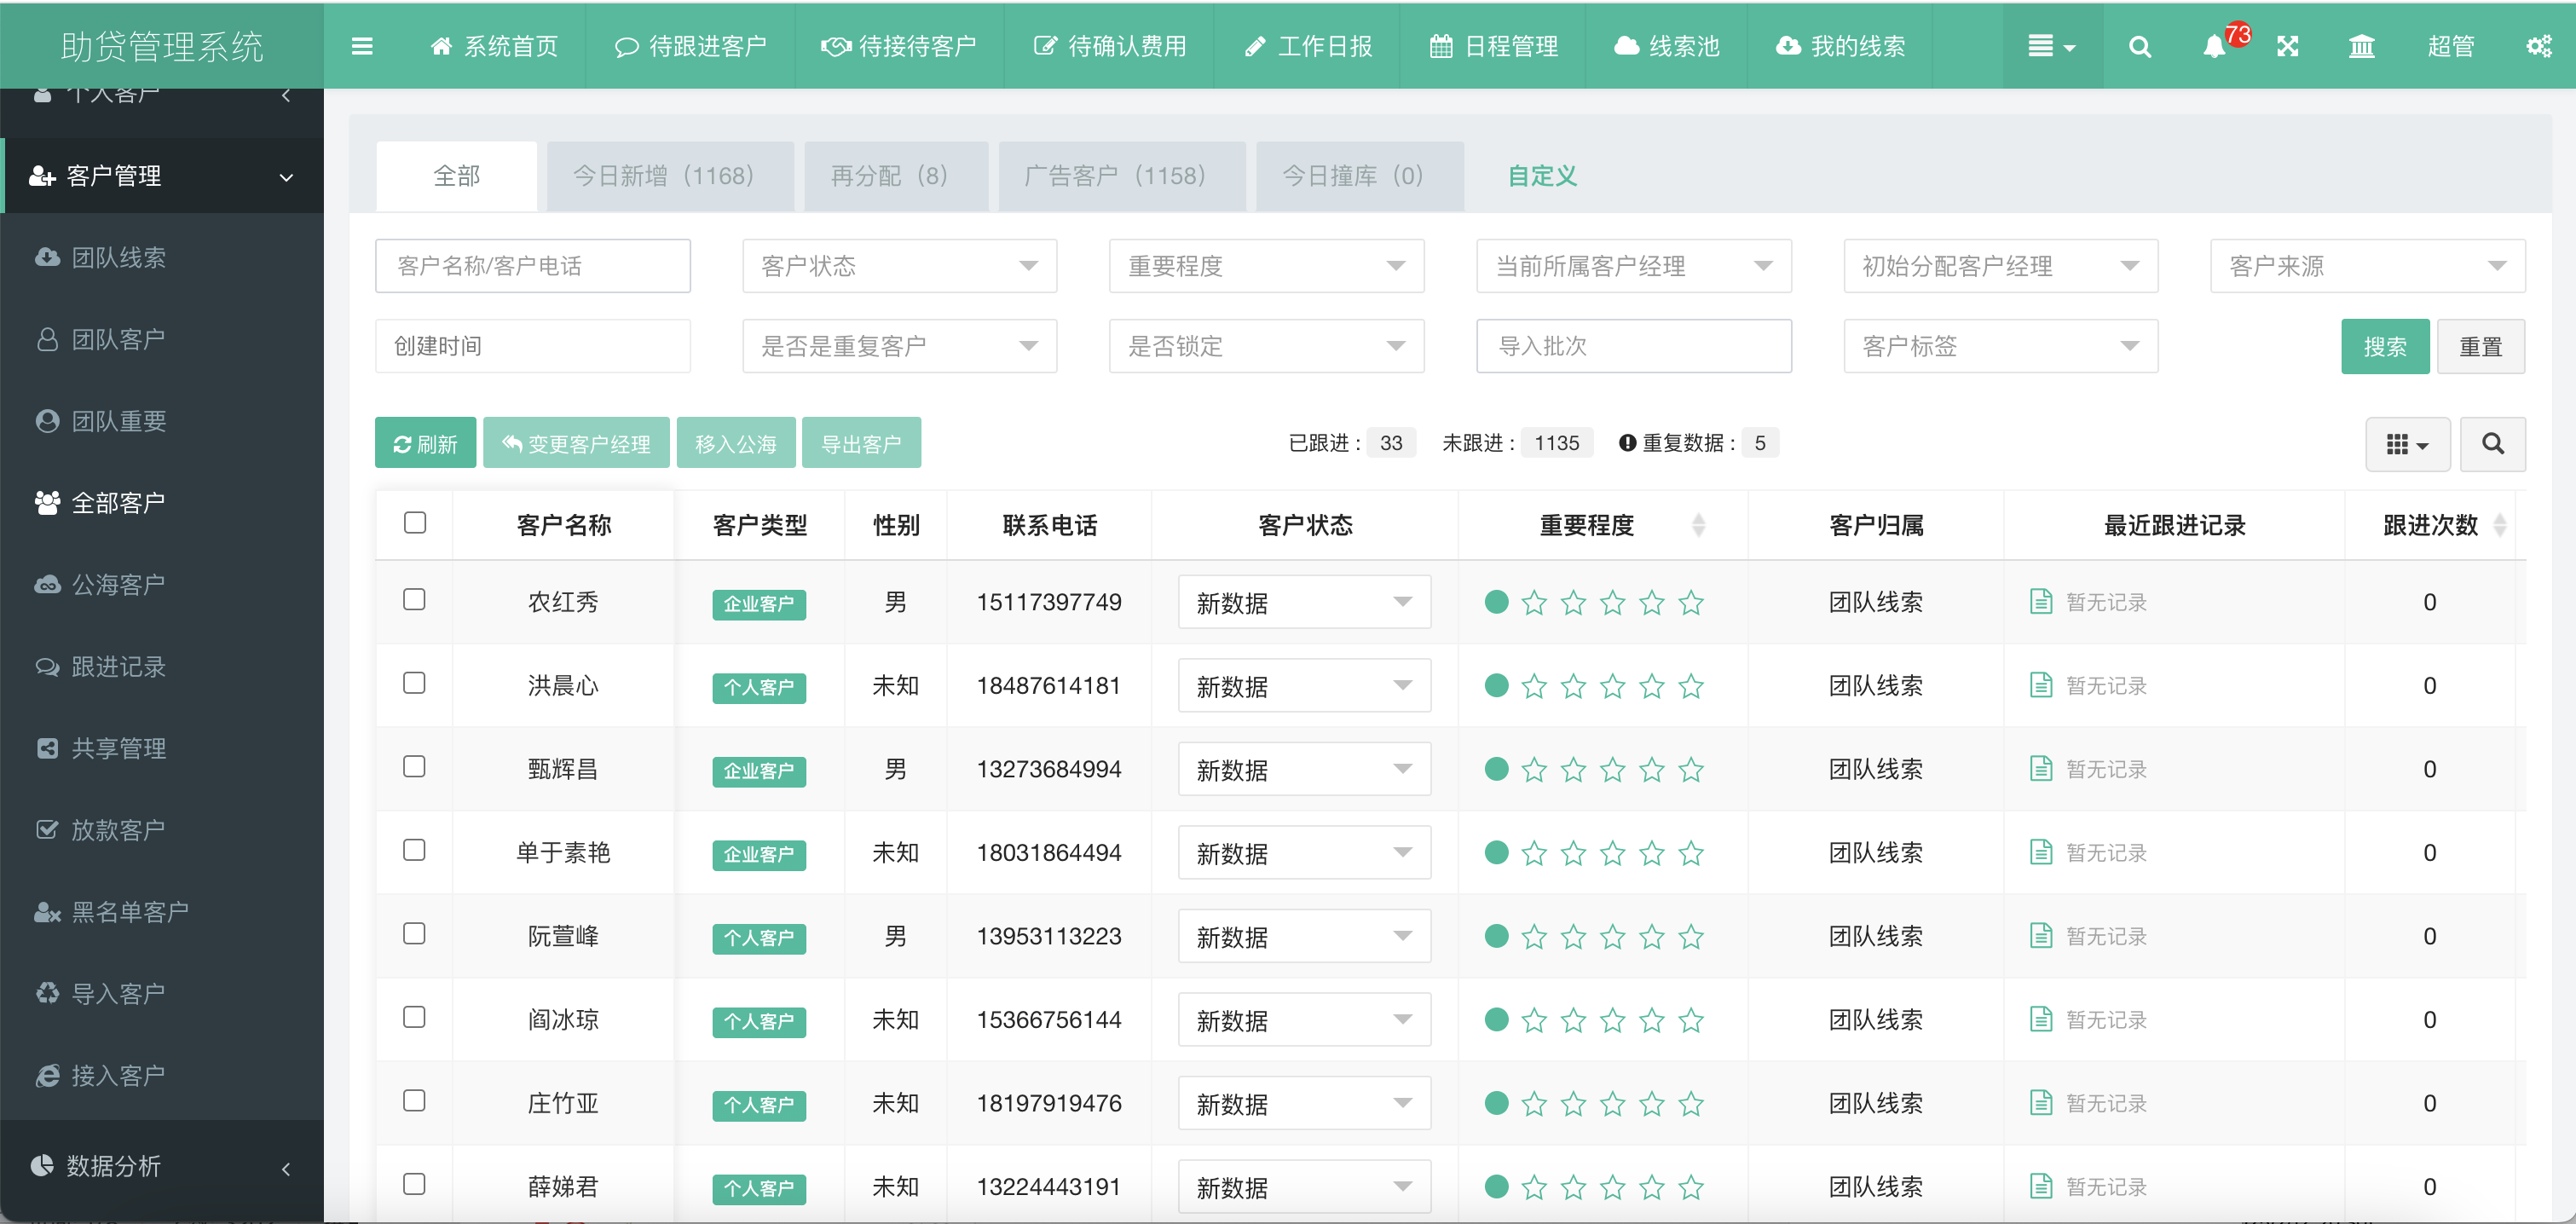 助贷管理系统
系统首页 待跟进客户 待接待客户 待确认费用 工作日报 日程管理 线索池 我的线索 73 超管
个人客户
客户管理
团队线索
团队客户
团队重要
全部客户
公海客户
跟进记录
共享管理
放款客户
黑名单客户
导入客户
接入客户
数据分析
全部 今日新增（1168） 再分配（8） 广告客户（1158） 今日撞库（0） 自定义
客户名称/客户电话 客户状态 重要程度 当前所属客户经理 初始分配客户经理 客户来源
创建时间 是否是重复客户 是否锁定 导入批次 客户标签 搜索 重置
刷新 变更客户经理 移入公海 导出客户 已跟进： 33 未跟进： 1135 重复数据： 5
客户名称 客户类型 性别 联系电话 客户状态 重要程度 客户归属 最近跟进记录 跟进次数
农红秀 企业客户 男 15117397749 新数据 团队线索 暂无记录 0
洪晨心 个人客户 未知 18487614181 新数据 团队线索 暂无记录 0
甄辉昌 企业客户 男 13273684994 新数据 团队线索 暂无记录 0
单于素艳 企业客户 未知 18031864494 新数据 团队线索 暂无记录 0
阮萱峰 个人客户 男 13953113223 新数据 团队线索 暂无记录 0
阎冰琼 个人客户 未知 15366756144 新数据 团队线索 暂无记录 0
庄竹亚 个人客户 未知 18197919476 新数据 团队线索 暂无记录 0
薛娣君 个人客户 未知 13224443191 新数据 团队线索 暂无记录 0